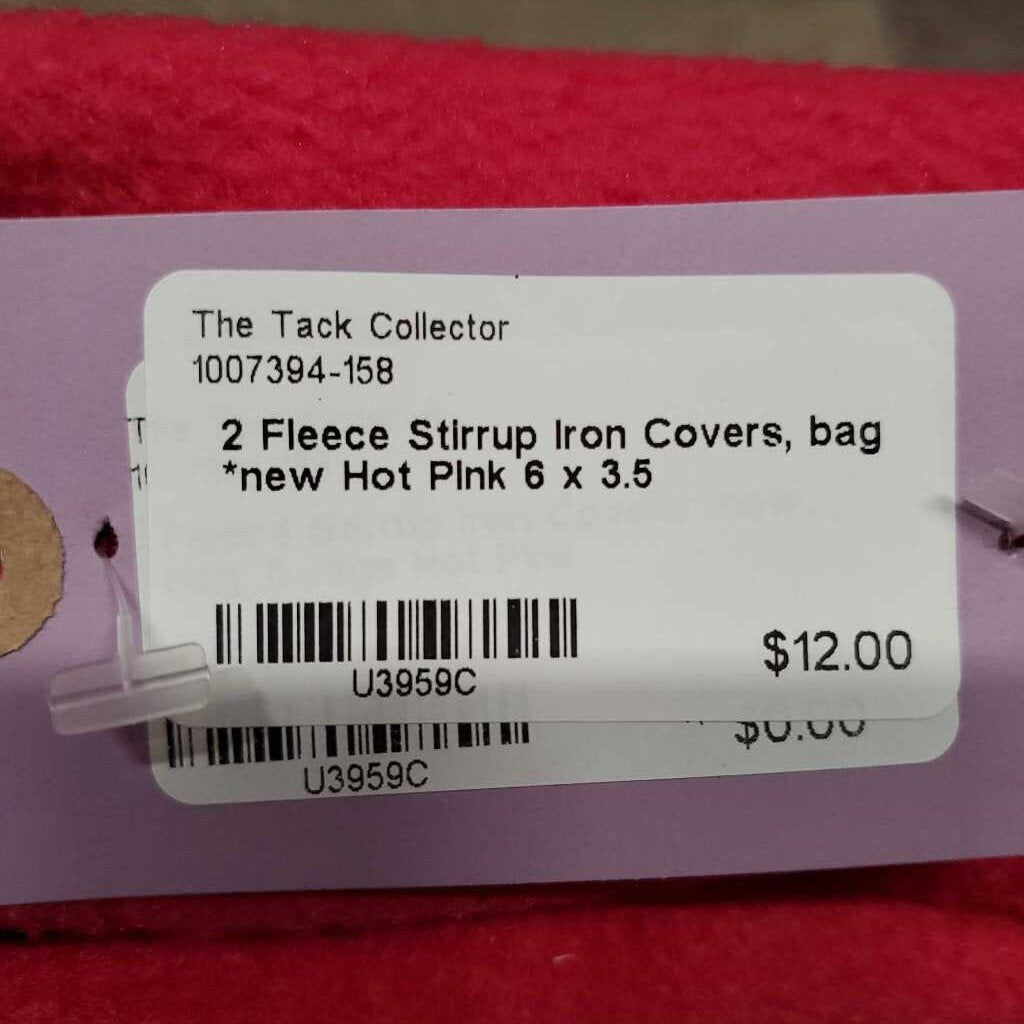 The Tack Collector
1007394-158
2 Fleece Stirrup Iron Covers, bag
*new Hot Pink 6 x 3.5
U3959C
$12.00
U3959C